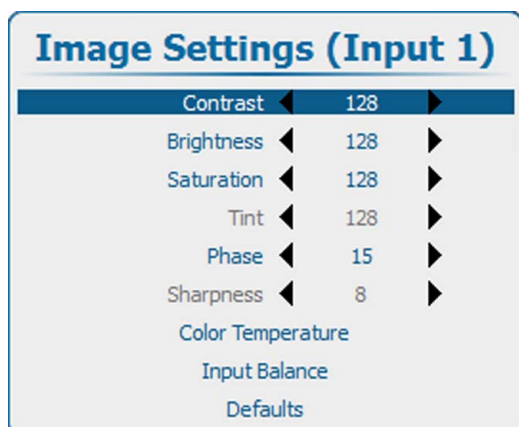 Image Settings (Input 1)
Contrast 128
Brightness 128
Saturation 128
Tint 128
Phase 15
Sharpness 8
Color Temperature
Input Balance
Defaults